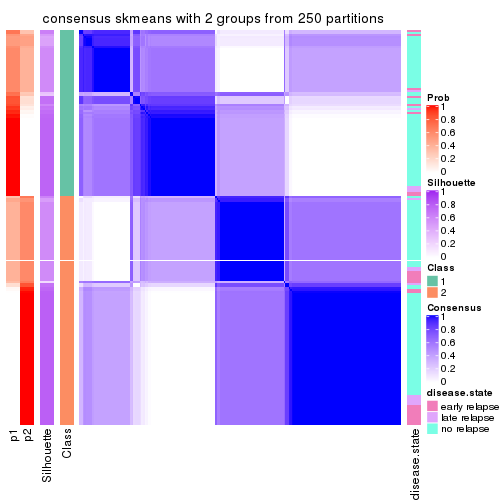 consensus skmeans with 2 groups from 250 partitions
Prob
1
0.8
0.6
0.4
0.2
0
Silhouette
1
0.8
0.6
0.4
0.2
0
Class
1
2
Consensus
1
0.8
0.6
0.4
0.2
0
disease.state
early relapse
late relapse
no relapse
p1
p2
Silhouette
Class
disease.state